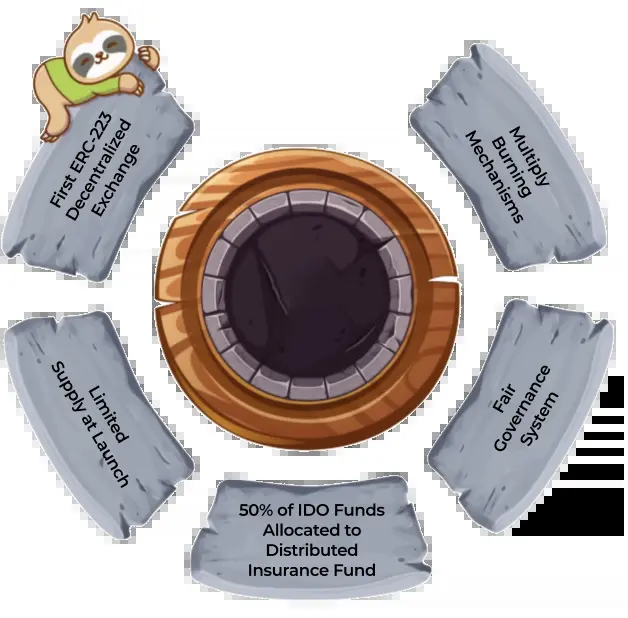 First ERC-223
Decentralized
Exchange
Multiply
Burning
Mechanisms
Limited
Supply at Launch
Fair
Governance
System
50% of IDO Funds
Allocated to
Distributed
Insurance Fund